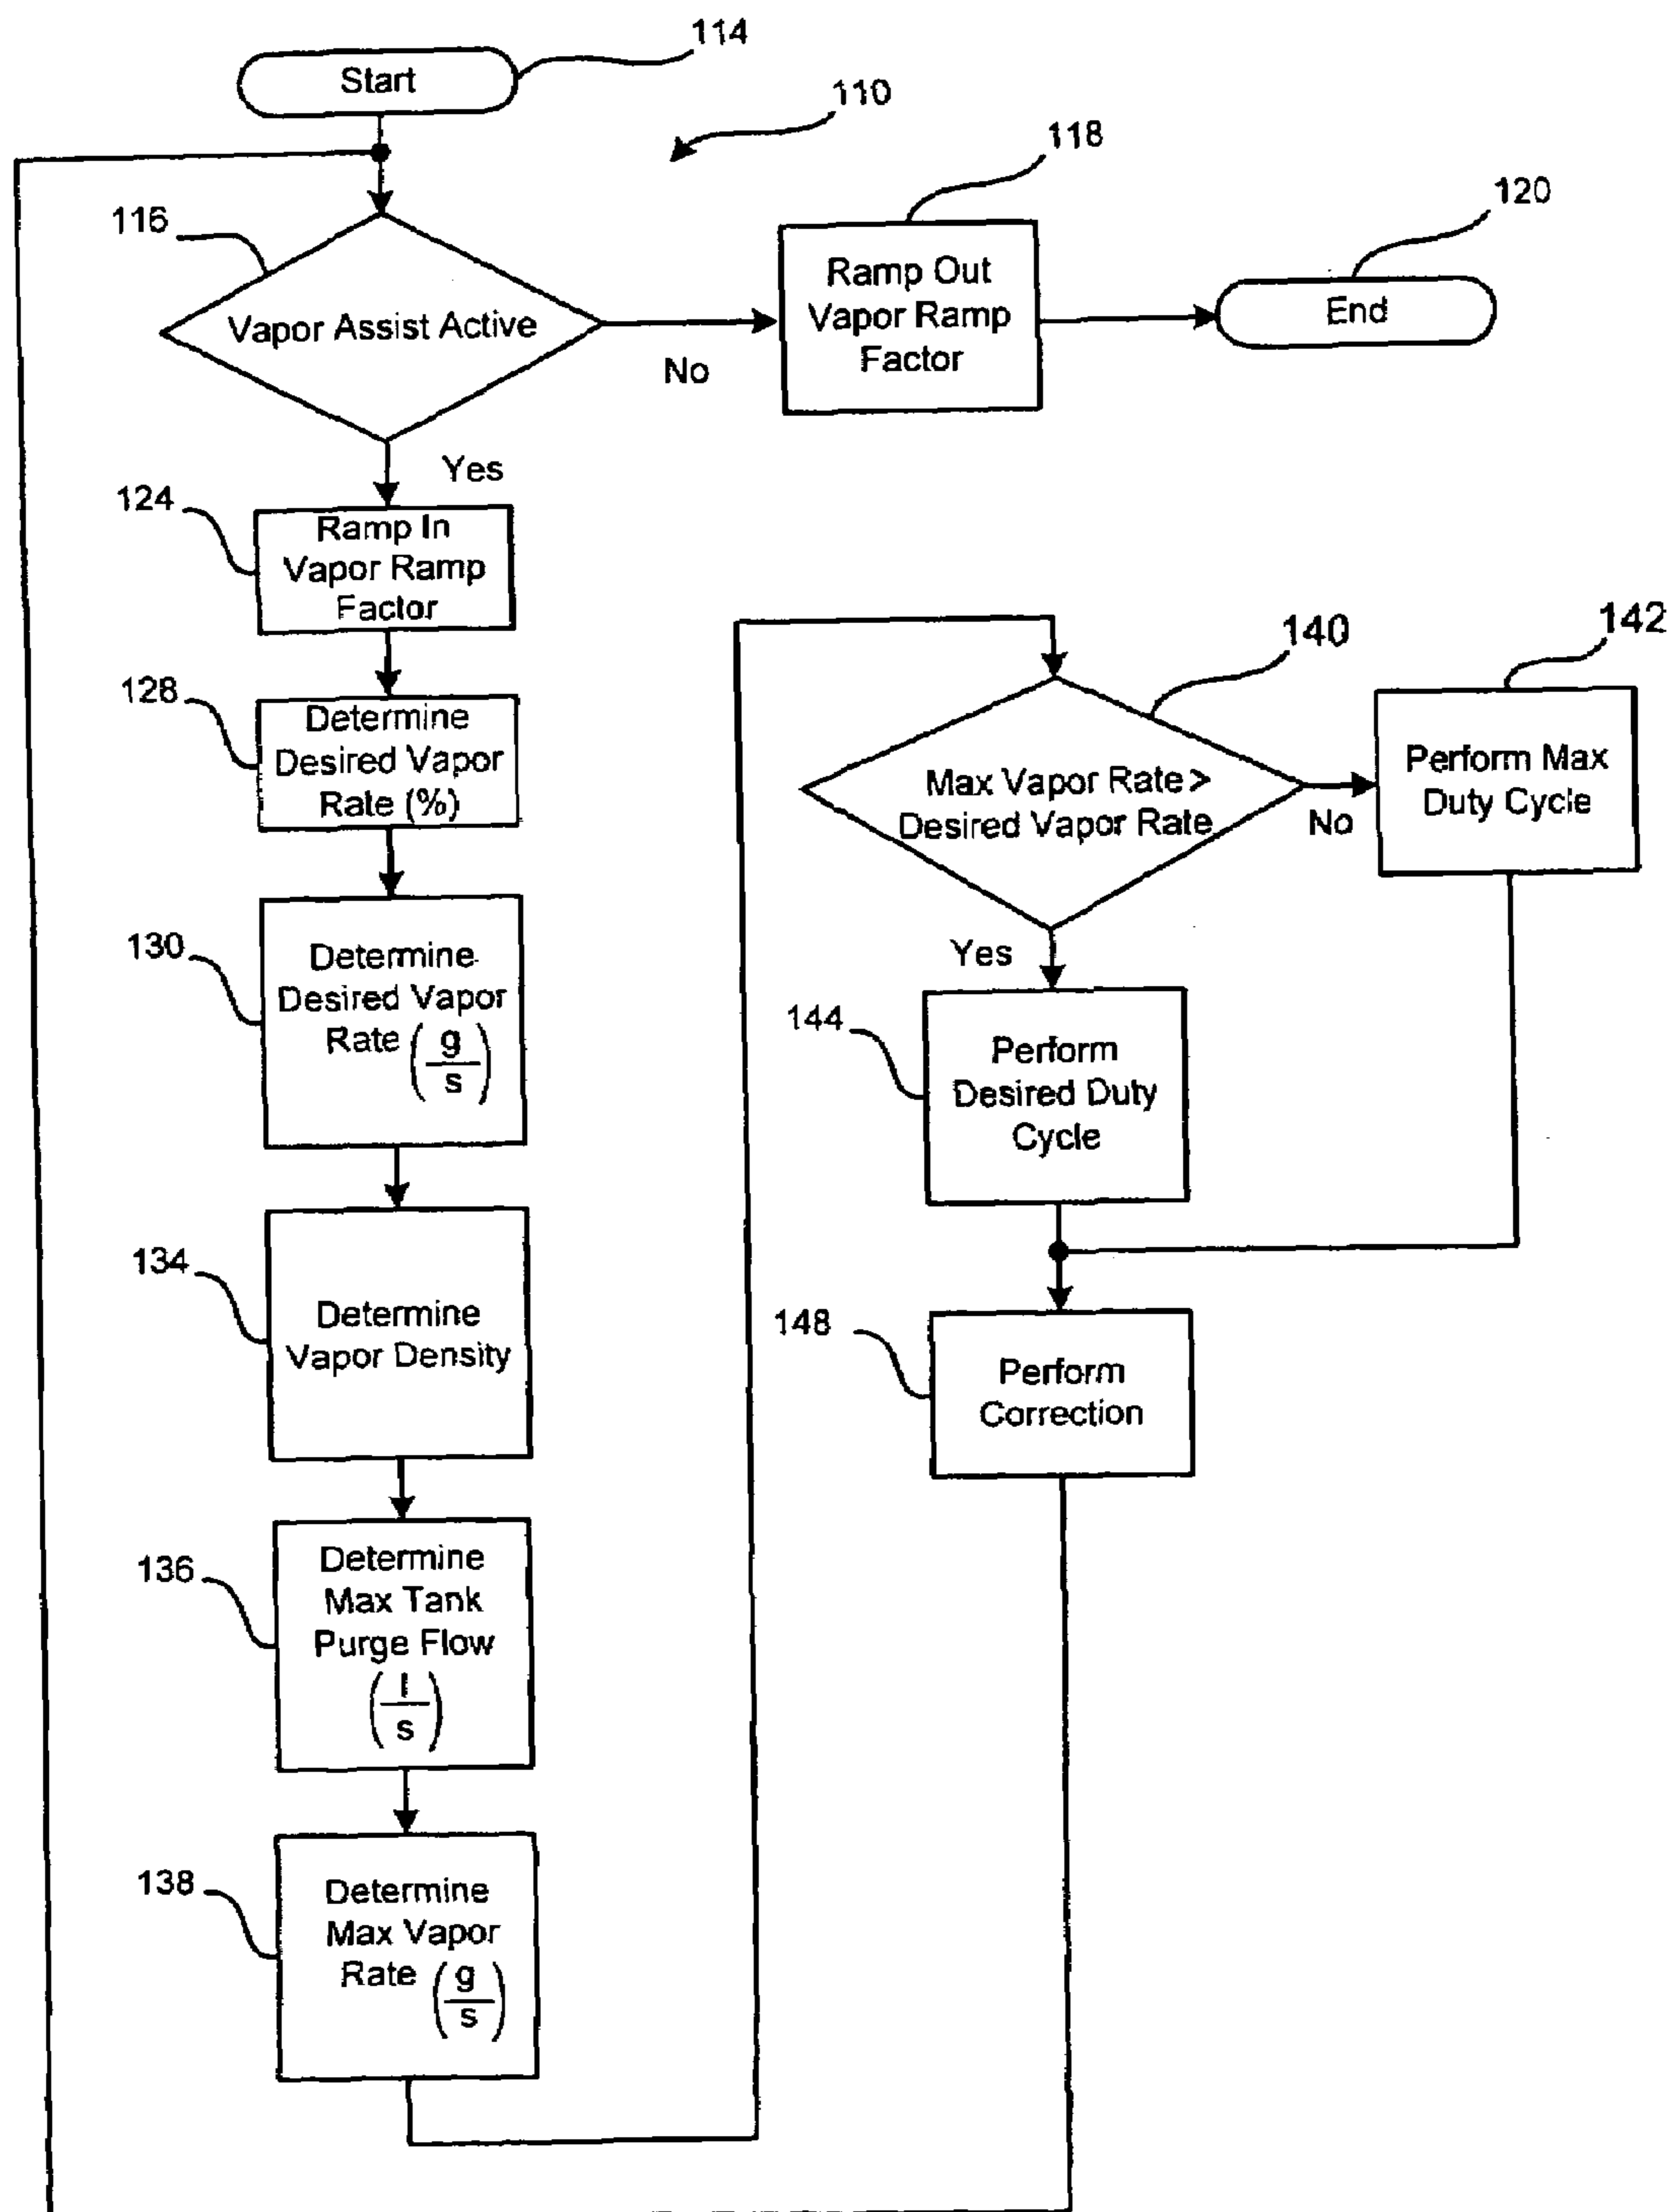 114
Start
110
118
120
116
Vapor Assist Active
Ramp Out
Vapor Ramp
Factor
End
No
Yes
124
Ramp In
Vapor Ramp
Factor
128
Determine
Desired Vapor
Rate (%)
130
Determine
Desired Vapor
Rate (g/s)
134
Determine
Vapor Density
136
Determine
Max Tank
Purge Flow
(l/s)
138
Determine
Max Vapor
Rate (g/s)
140
Max Vapor Rate >
Desired Vapor Rate
142
No
Perform Max
Duty Cycle
Yes
144
Perform
Desired Duty
Cycle
148
Perform
Correction